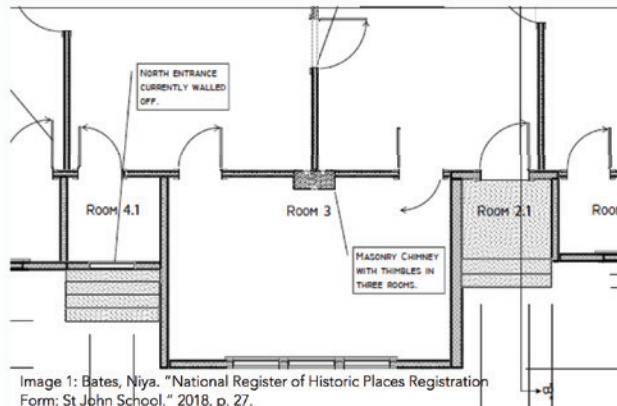 NORTH ENTRANCE
CURRENTLY WALLED
OFF.
ROOM 4.1
ROOM 3
ROOM 2.1
ROO
MASONRY CHIMNEY
WITH THIMBLES IN
THREE ROOMS.
Image 1: Bates, Niya. "National Register of Historic Places Registration
Form: St John School." 2018. p. 27.